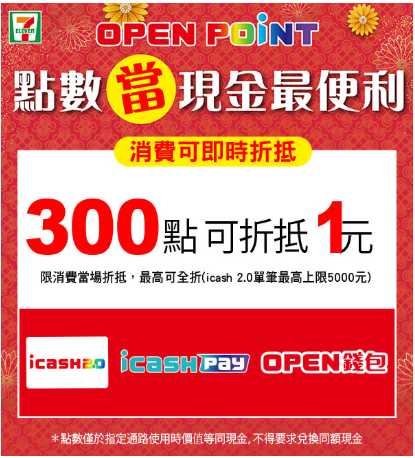 7
ELEVEN
OPEN POiNT
點數當現金最便利
消費可即時折抵
300點可折抵1元
限消費當場折抵，最高可全折(icash 2.0單筆最高上限5000元)
icash2.0 icash Pay OPEN錢包
＊點數僅於指定通路使用時價值等同現金,不得要求兌換同額現金